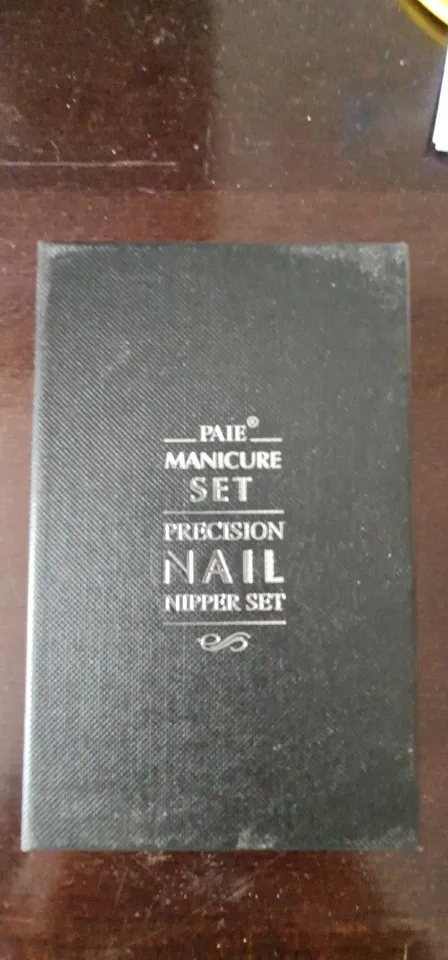 PAIE®
MANICURE
SET
PRECISION
NAIL
NIPPER SET